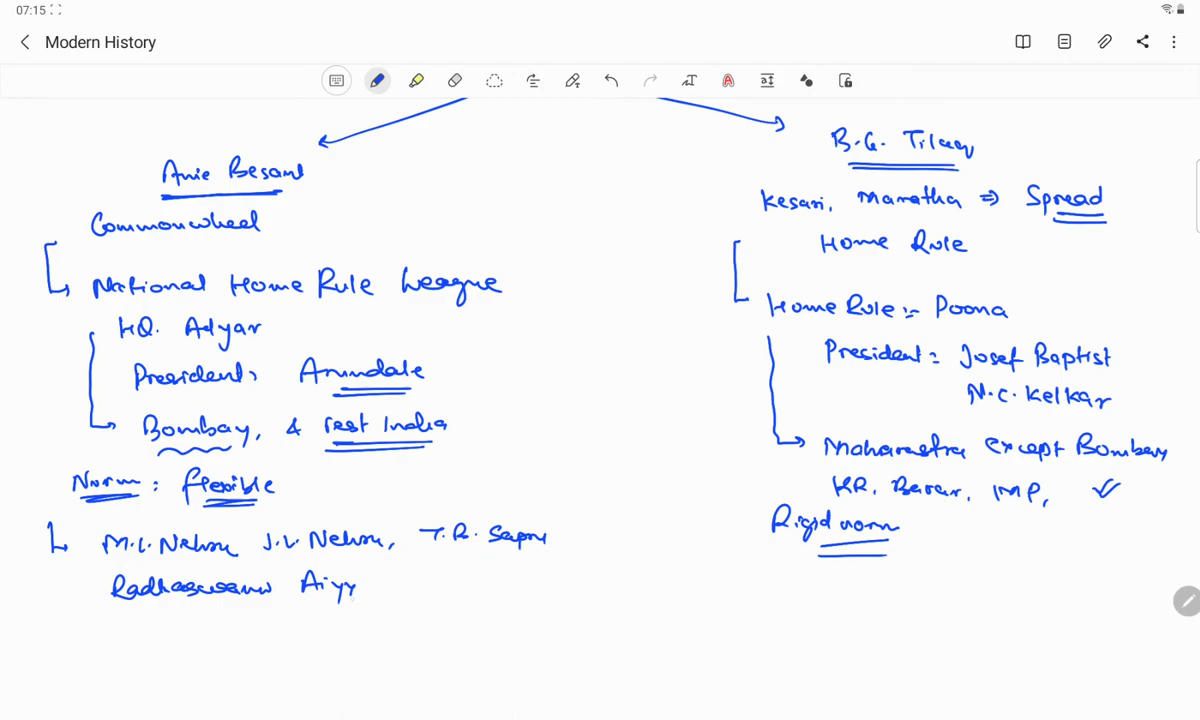 07:15
Modern History
Anie Besant
Commonwheel
National Home Rule League
HQ. Adyar
President:
Arundale
Bombay, & rest India
Norm: flexible
M.L. Nehru J.L Nehru, T.B. Sapru
Aiyy
B.G. Tilak
Kesari, Maratha ⇒ Spread
Home Rule
Home Rule :- Poona
President = Josef Baptist
N.C. Kelkar
Maharastra except Bombay
KR, Berar, MP,
Rigid norm